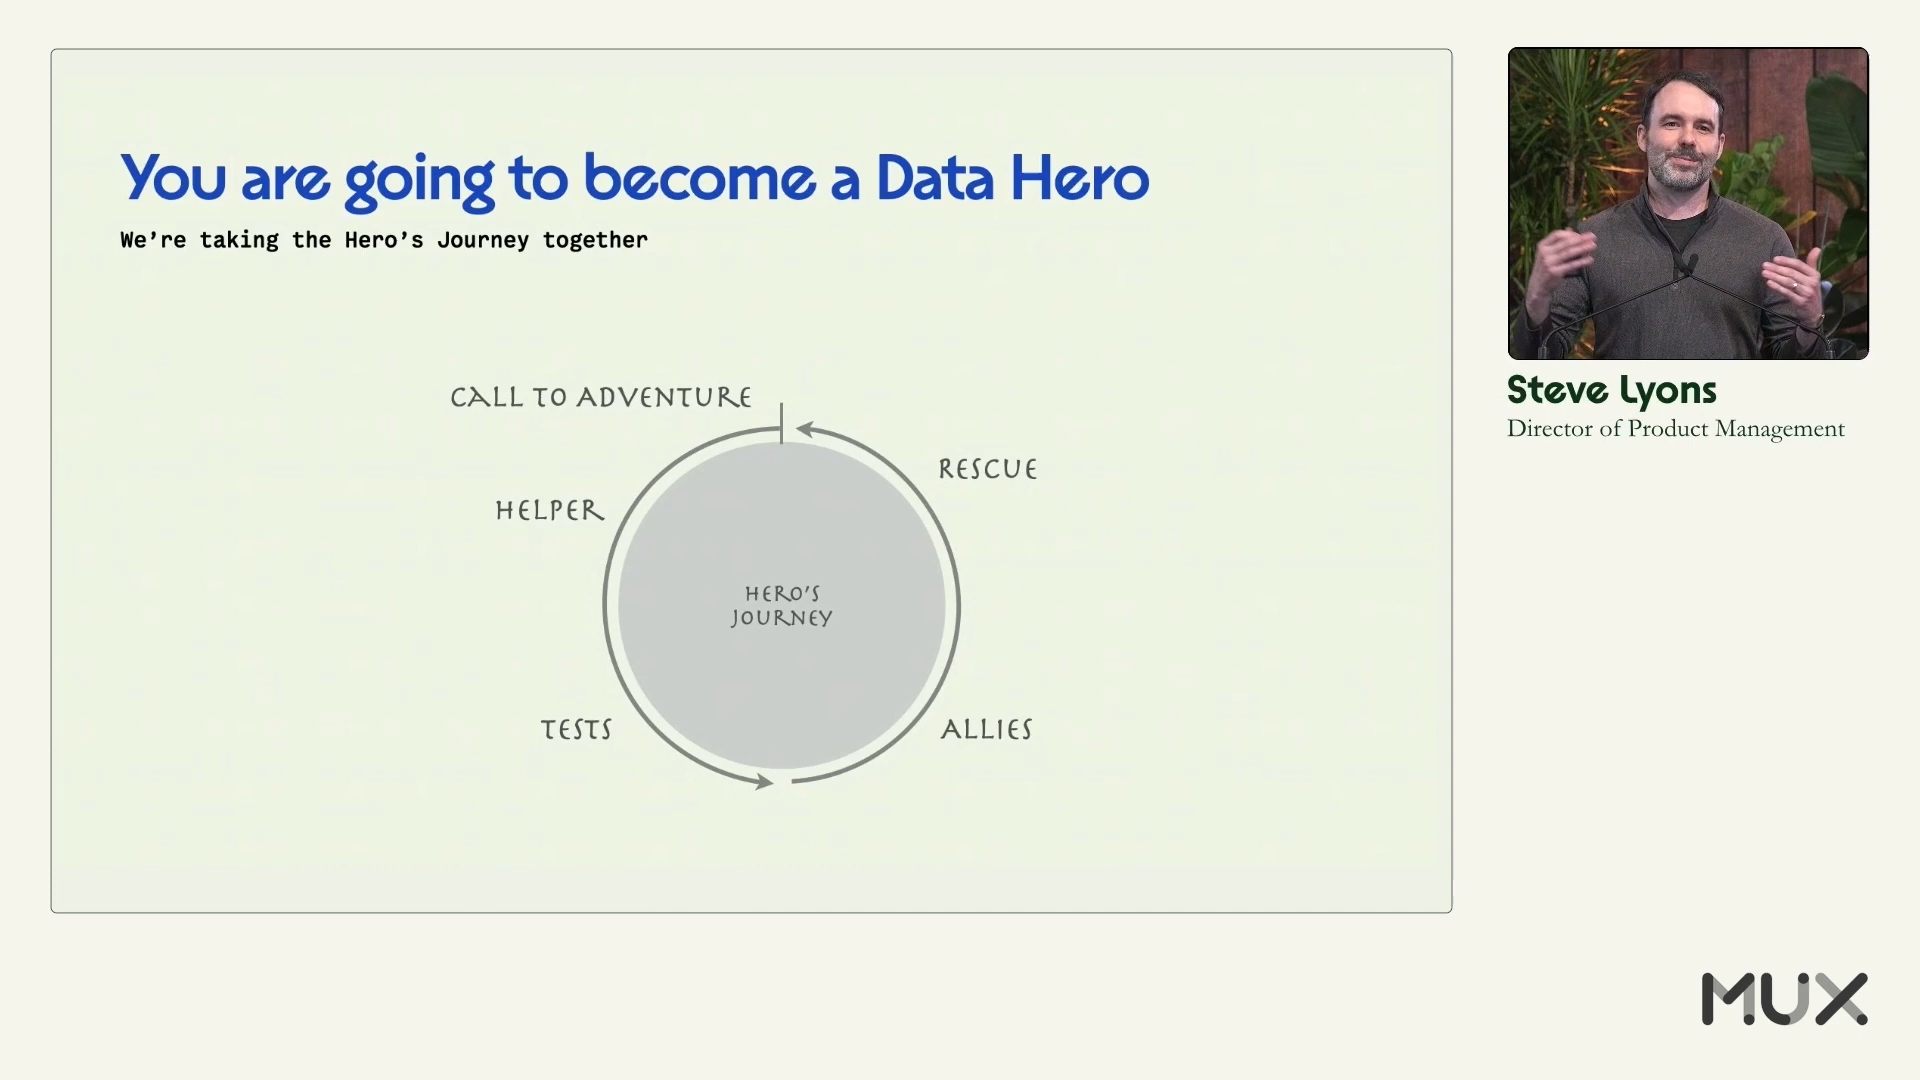 You are going to become a Data Hero
We’re taking the Hero’s Journey together
CALL TO ADVENTURE
RESCUE
HELPER
HERO’S
JOURNEY
TESTS
ALLIES
Steve Lyons
Director of Product Management
MUX